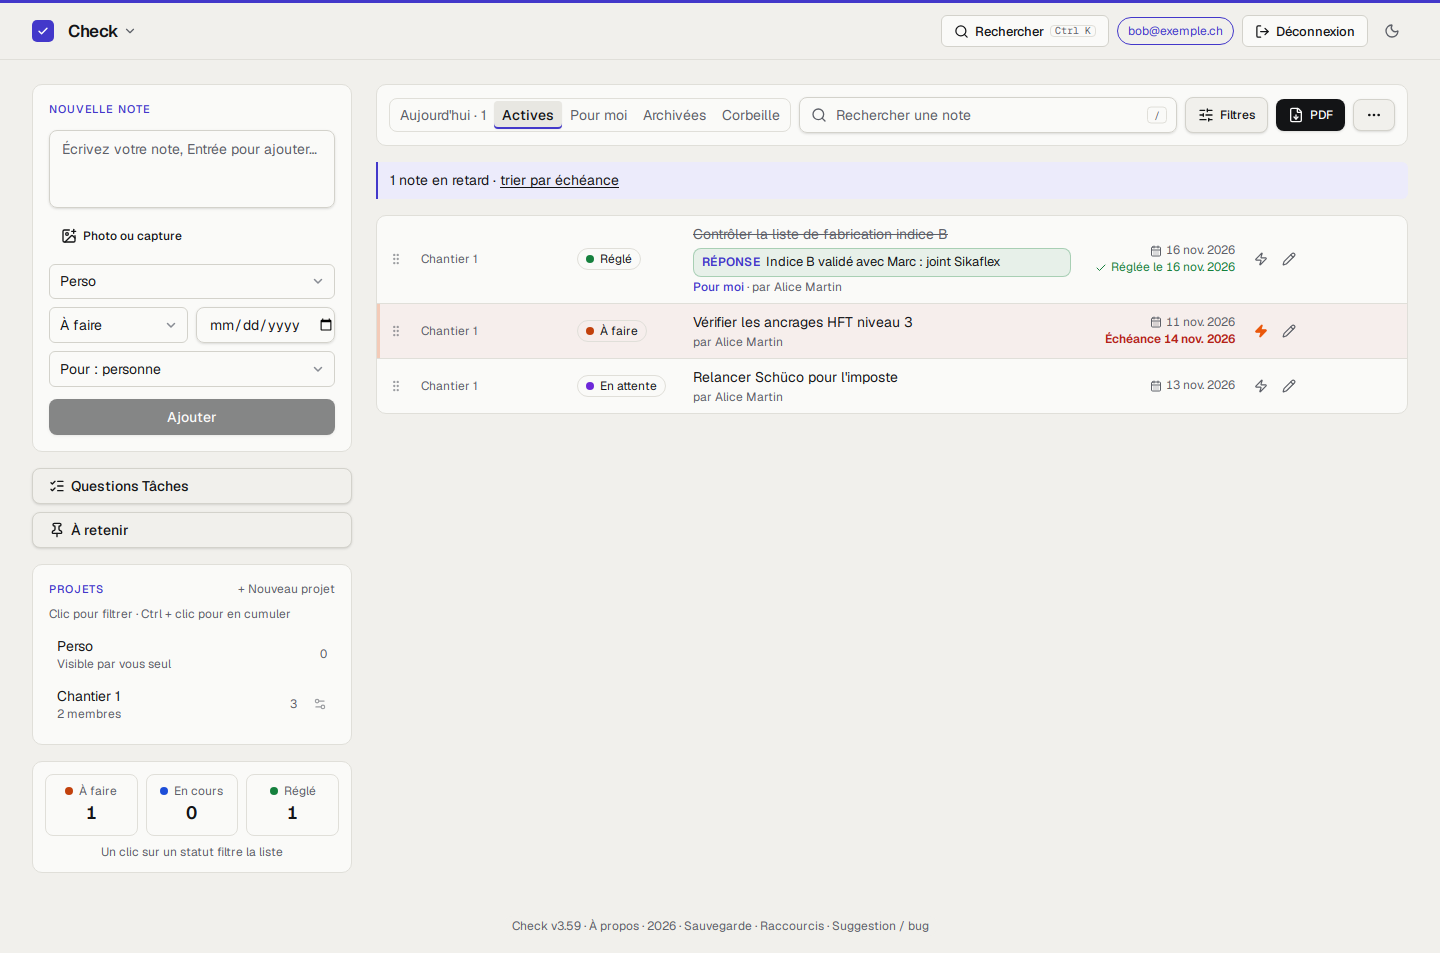 Check
Rechercher Ctrl K
bob@exemple.ch
Déconnexion
NOUVELLE NOTE
Écrivez votre note, Entrée pour ajouter...
Photo ou capture
Perso
À faire
mm/dd/yyyy
Pour : personne
Ajouter
Questions Tâches
À retenir
PROJETS
+ Nouveau projet
Clic pour filtrer · Ctrl + clic pour en cumuler
Perso
Visible par vous seul
0
Chantier 1
2 membres
3
À faire
1
En cours
0
Réglé
1
Un clic sur un statut filtre la liste
Aujourd'hui · 1
Actives
Pour moi
Archivées
Corbeille
Rechercher une note /
Filtres
PDF
1 note en retard · trier par échéance
Chantier 1
Réglé
Contrôler la liste de fabrication indice B
RÉPONSE Indice B validé avec Marc : joint Sikaflex
Pour moi · par Alice Martin
16 nov. 2026
Réglée le 16 nov. 2026
Chantier 1
À faire
Vérifier les ancrages HFT niveau 3
par Alice Martin
11 nov. 2026
Échéance 14 nov. 2026
Chantier 1
En attente
Relancer Schüco pour l'imposte
par Alice Martin
13 nov. 2026
Check v3.59 · À propos · 2026 · Sauvegarde · Raccourcis · Suggestion / bug